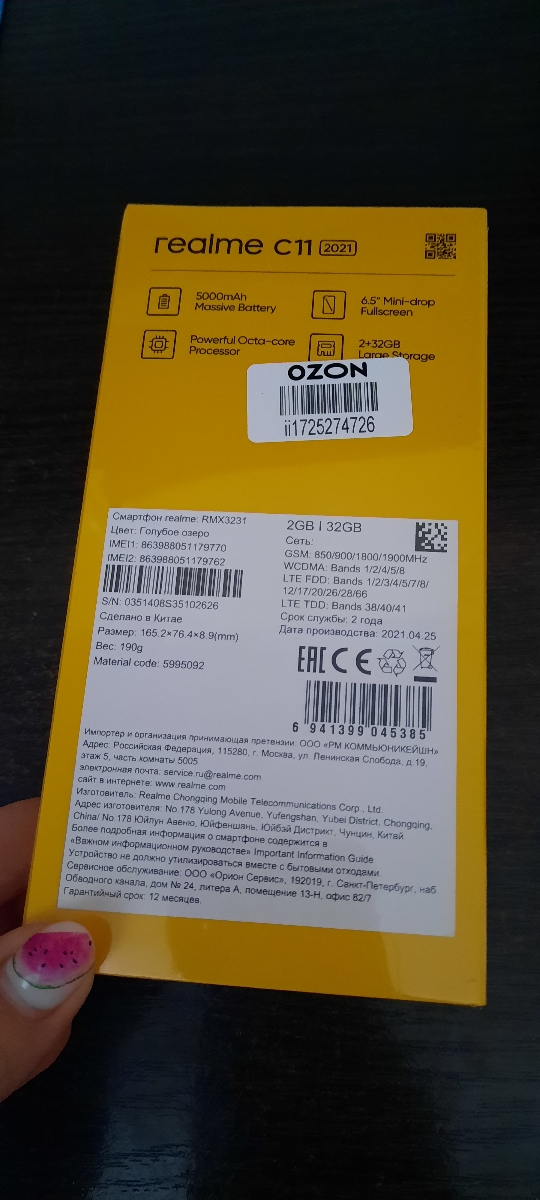 realme C11 2021
5000mAh
Massive Battery
6.5" Mini-drop
Fullscreen
Powerful Octa-core
Processor
2+32GB
Large Storage
OZON
ii1725274726
Смартфон realme: RMX3231
Цвет: Голубое озеро
IMEI1: 863988051179770
IMEI2: 863988051179762
S/N: 0351408S35102626
Сделано в Китае
Размер: 165.2×76.4×8.9(mm)
Вес: 190g
Material code: 5995092
2GB | 32GB
Сеть:
GSM: 850/900/1800/1900MHz
WCDMA: Bands 1/2/4/5/8
LTE FDD: Bands 1/2/3/4/5/7/8/
12/17/20/26/28/66
LTE TDD: Bands 38/40/41
Срок службы: 2 года
Дата производства: 2021.04.25
EAC CE
6 941399 045385
Импортер и организация принимающая претензии: ООО «РМ КОММЬЮНИКЕЙШН»
Адрес: Российская Федерация, 115280, г. Москва, ул. Ленинская Слобода, д.19,
этаж 5, часть комнаты 5005
электронная почта: service.ru@realme.com
сайт в интернете: www.realme.com
Изготовитель: Realme Chongqing Mobile Telecommunications Corp., Ltd.
Адрес изготовителя: No.178 Yulong Avenue, Yufengshan, Yubei District, Chongqing,
China/ No 178 Юйлун Авеню, Юйфеншань, Юйбэй Дистрикт, Чунцин, Китай
Более подробная информация о смартфоне содержится в
«Важном информационном руководстве» Important Information Guide
Устройство не должно утилизироваться вместе с бытовыми отходами.
Сервисное обслуживание: ООО «Орион Сервис», 192019, г. Санкт-Петербург, наб.
Обводного канала, дом № 24, литера А, помещение 13-Н, офис 82/7
Гарантийный срок: 12 месяцев.